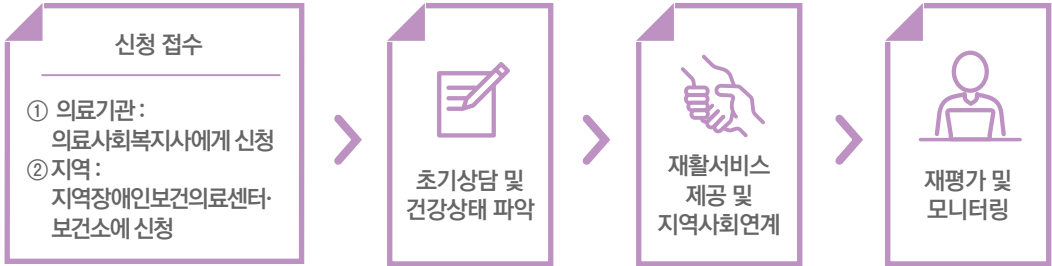 신청 접수
① 의료기관 :
의료사회복지사에게 신청
② 지역 :
지역장애인보건의료센터·
보건소에 신청
초기상담 및
건강상태 파악
재활서비스
제공 및
지역사회연계
재평가 및
모니터링